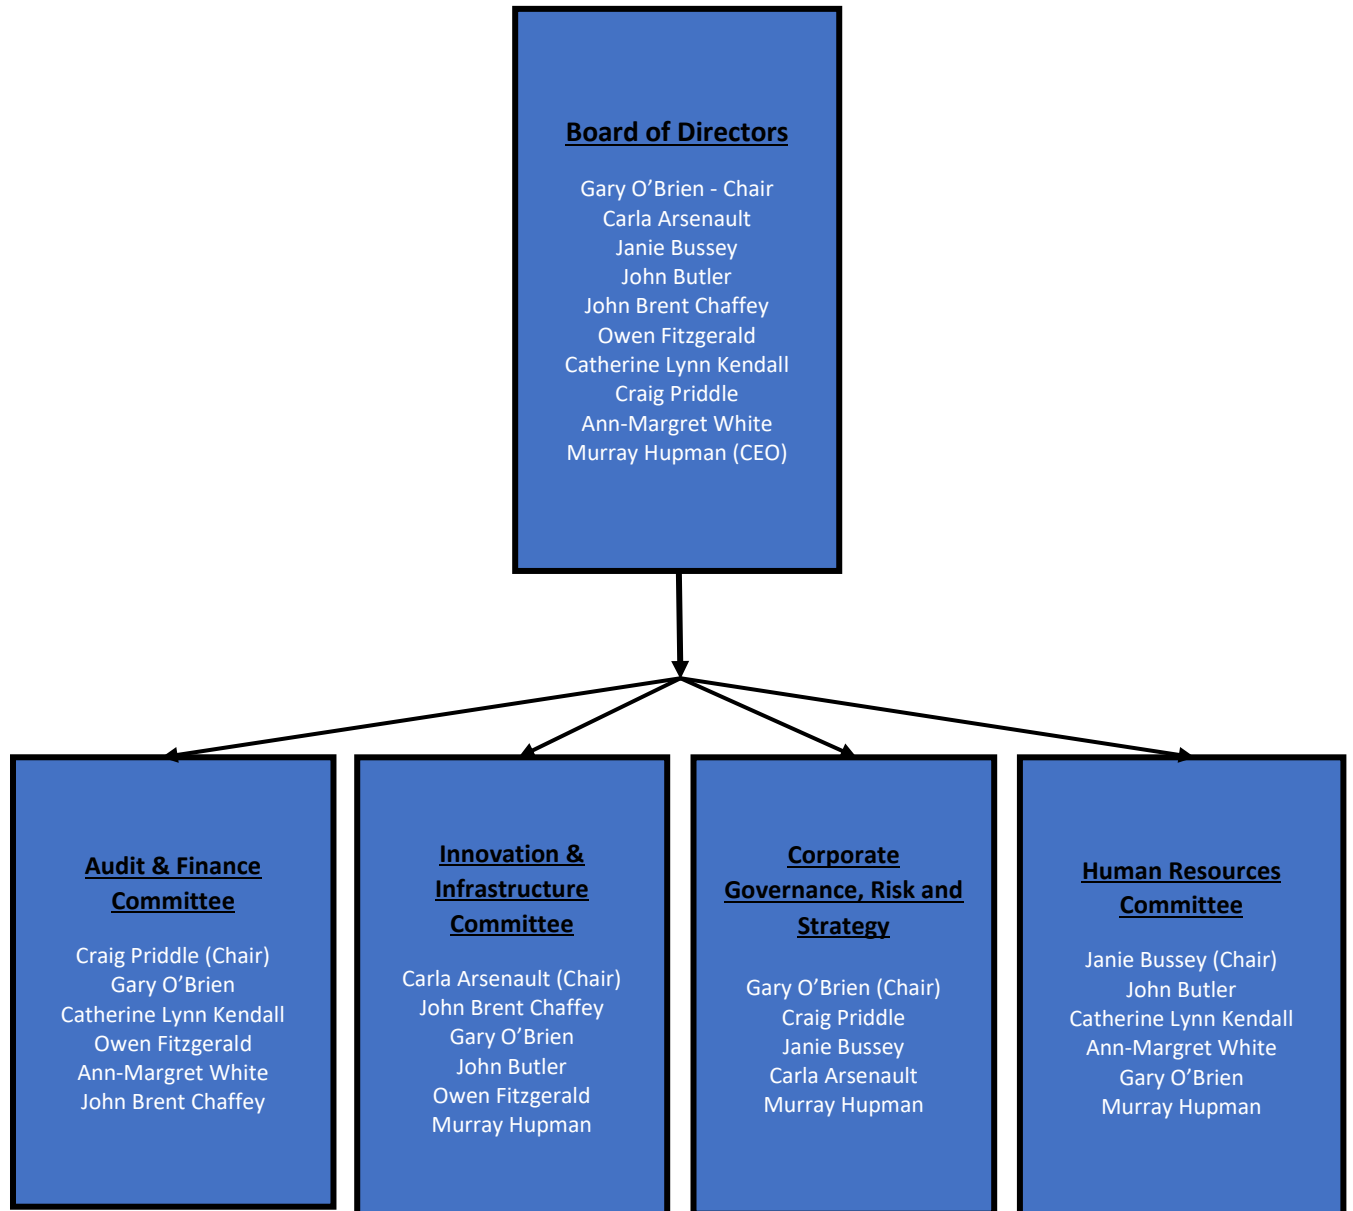 Board of Directors
Gary O’Brien - Chair
Carla Arsenault
Janie Bussey
John Butler
John Brent Chaffey
Owen Fitzgerald
Catherine Lynn Kendall
Craig Priddle
Ann-Margret White
Murray Hupman (CEO)
Audit & Finance
Committee
Craig Priddle (Chair)
Gary O’Brien
Catherine Lynn Kendall
Owen Fitzgerald
Ann-Margret White
John Brent Chaffey
Innovation &
Infrastructure
Committee
Carla Arsenault (Chair)
John Brent Chaffey
Gary O’Brien
John Butler
Owen Fitzgerald
Murray Hupman
Corporate
Governance, Risk and
Strategy
Gary O’Brien (Chair)
Craig Priddle
Janie Bussey
Carla Arsenault
Murray Hupman
Human Resources
Committee
Janie Bussey (Chair)
John Butler
Catherine Lynn Kendall
Ann-Margret White
Gary O’Brien
Murray Hupman